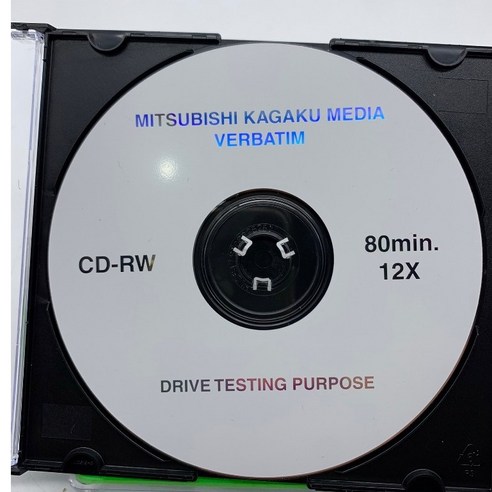 MITSUBISHI KAGAKU MEDIA
VERBATIM
CD-RW
80min.
12X
DRIVE TESTING PURPOSE